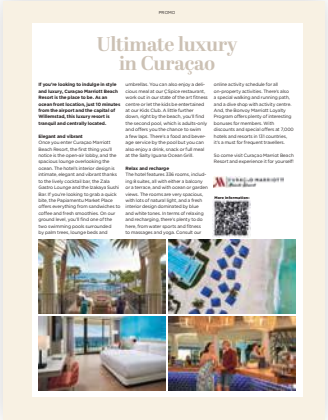 PROMO
Ultimate luxury
in Curaçao
If you're looking to indulge in style
and luxury, Curaçao Marriott Beach
Resort is the place to be. As an
ocean front location, just 10 minutes
from the airport and the capital of
Willemstad, this luxury resort is
tranquil and centrally located.
Elegant and vibrant
Once you enter Curaçao Marriott
Beach Resort, the first thing you'll
notice is the open-air lobby, and the
spacious lounge overlooking the
ocean. The hotel's interior design is
intimate, elegant and vibrant thanks
to the lively cocktail bar, the Zala
Gastro Lounge and the Izakaya Sushi
Bar. If you're looking to grab a quick
bite, the Papiamentu Market Place
offers everything from sandwiches to
coffee and fresh smoothies. On our
ground level, you'll find one of the
two swimming pools surrounded
by palm trees, lounge beds and
umbrellas. You can also enjoy a deli-
cious meal at our C Spice restaurant,
work out in our state of the art fitness
centre or let the kids be entertained
at our Kids Club. A little further
down, right by the beach, you'll find
the second pool, which is adults-only
and offers you the chance to swim
a few laps. There's a food and bever-
age service by the pool but you can
also enjoy a drink, snack or full meal
at the Salty Iguana Ocean Grill.
Relax and recharge
The hotel features 336 rooms, includ-
ing 8 suites, all with either a balcony
or a terrace, and with ocean or garden
views. The rooms are very spacious,
with lots of natural light, and a fresh
interior design dominated by blue
and white tones. In terms of relaxing
and recharging, there's plenty to do
here, from water sports and fitness
to massages and yoga. Consult our
online activity schedule for all
on-property activities. There's also
a special walking and running path,
and a dive shop with activity centre.
And, the Bonvoy Marriott Loyalty
Program offers plenty of interesting
bonuses for members. With
discounts and special offers at 7,000
hotels and resorts in 131 countries,
it's a must for frequent travellers.
So come visit Curaçao Marriott Beach
Resort and experience it for yourself!
CURAÇAO MARRIOTT
Beach Resort
More information: